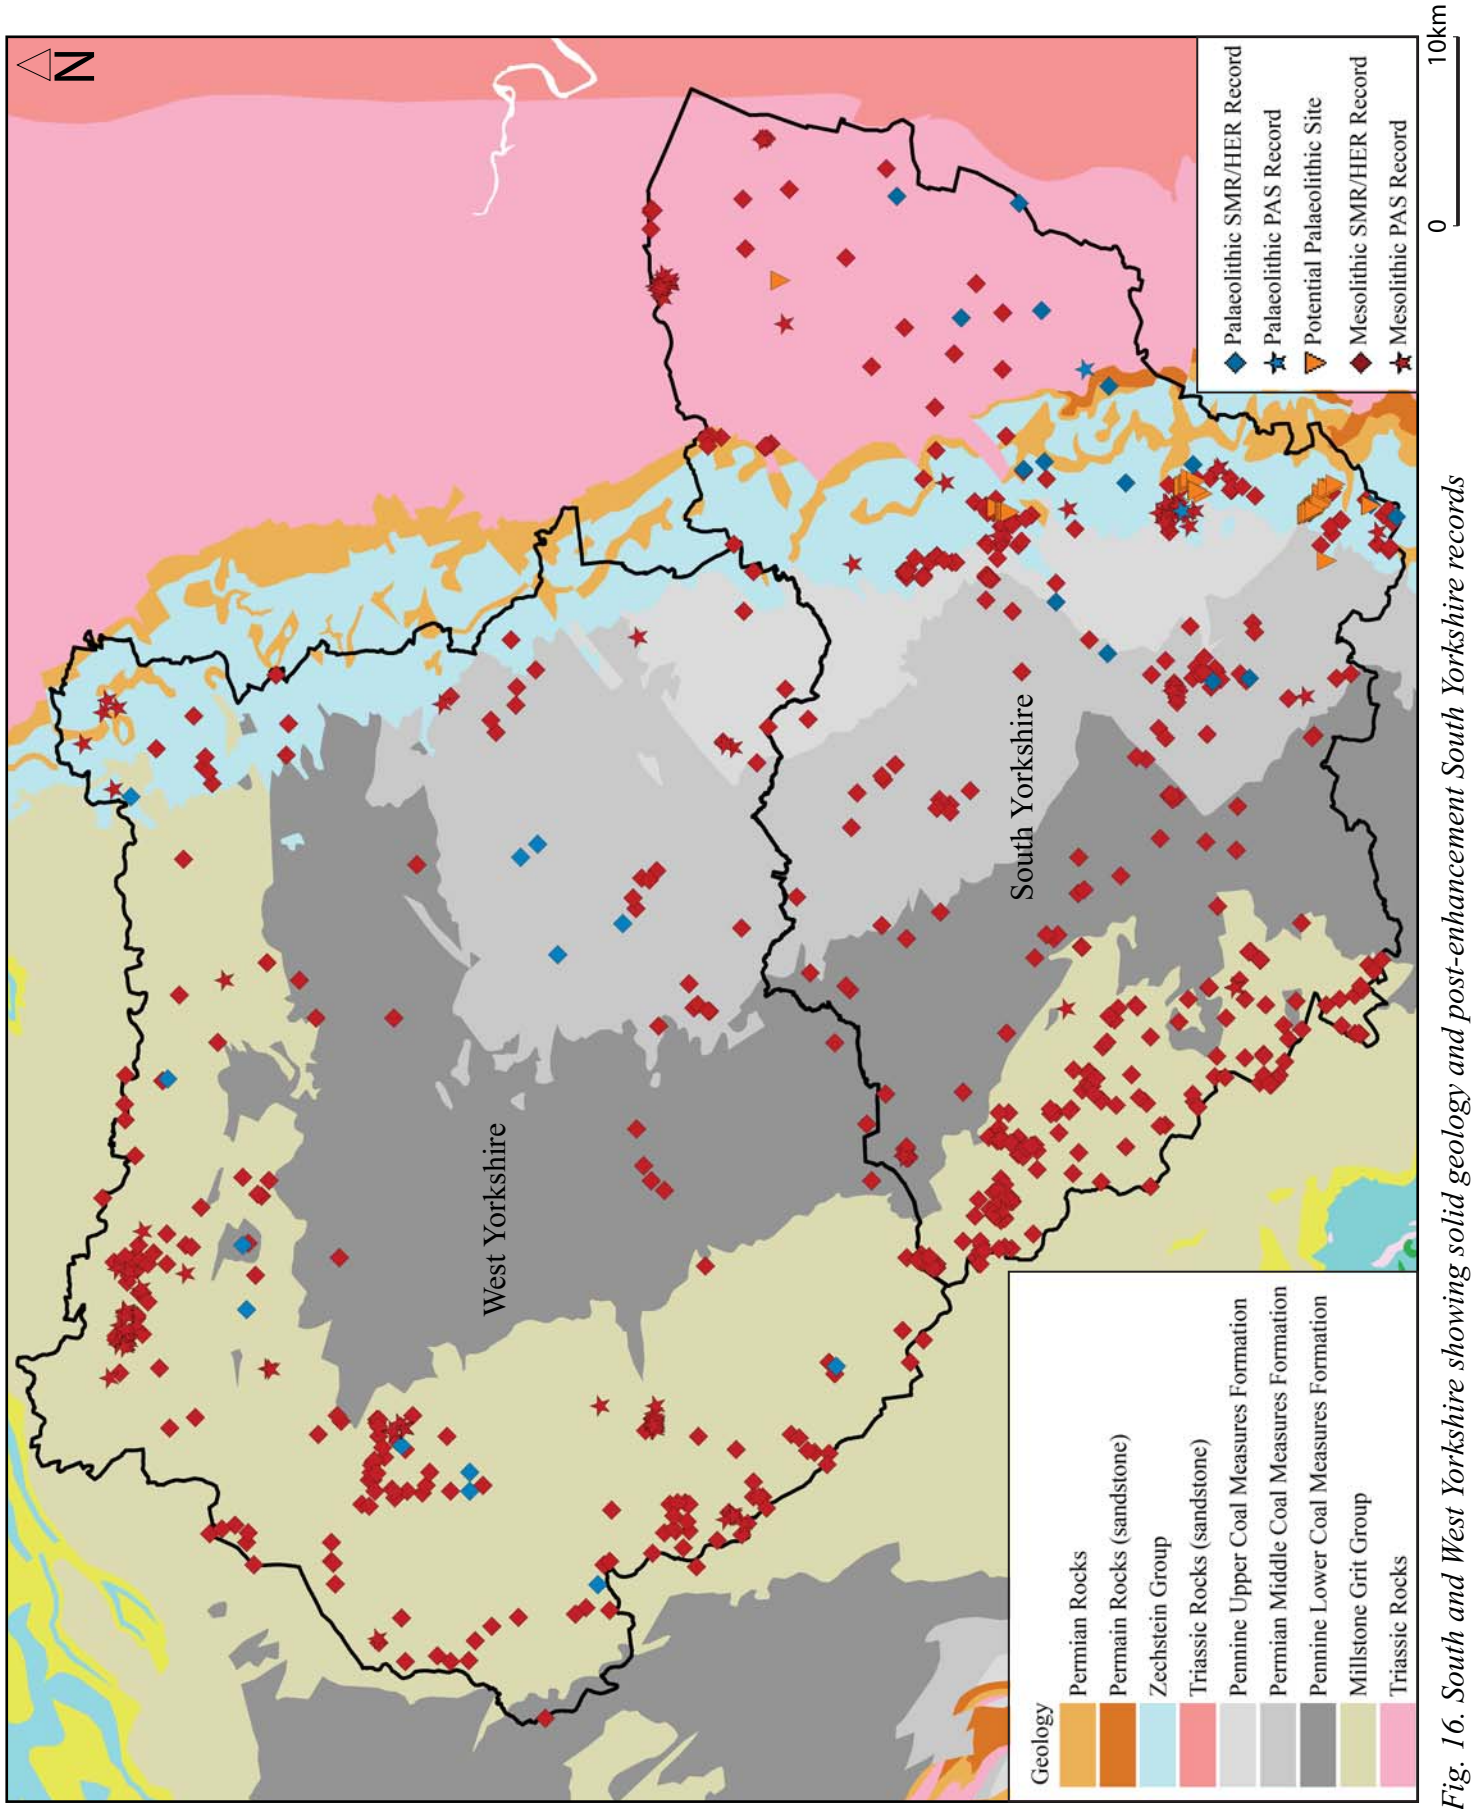 N
West Yorkshire
South Yorkshire
Geology
Permian Rocks
Permain Rocks (sandstone)
Zechstein Group
Triassic Rocks (sandstone)
Pennine Upper Coal Measures Formation
Pemnian Middle Coal Measures Formation
Pennine Lower Coal Measures Formation
Millstone Grit Group
Triassic Rocks
Palaeolithic SMR/HER Record
Palaeolithic PAS Record
Potential Palaeolithic Site
Mesolithic SMR/HER Record
Mesolithic PAS Record
0 10km
Fig. 16. South and West Yorkshire showing solid geology and post-enhancement South Yorkshire records